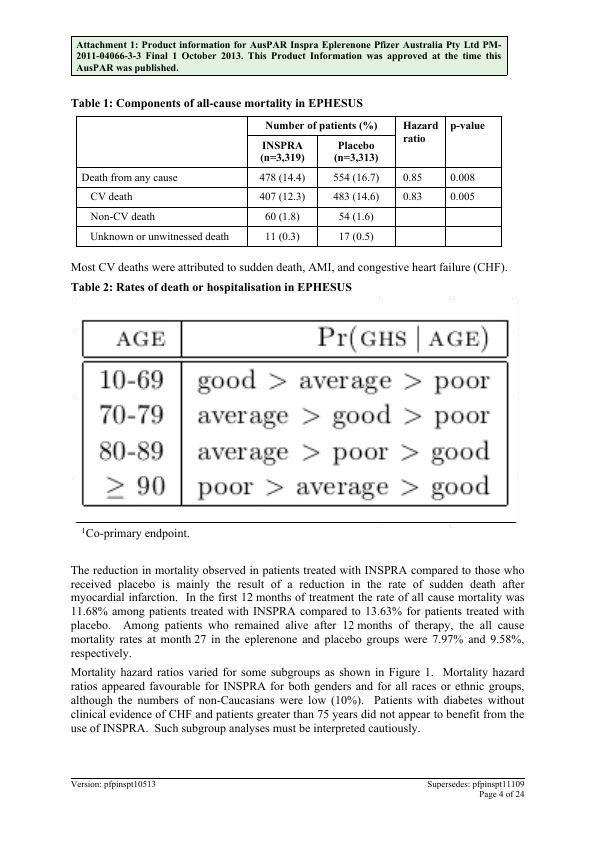 Attachment 1: Product information for AusPAR Inspra Eplerenone Pfizer Australia Pty Ltd PM-
2011-04066-3-3 Final 1 October 2013. This Product Information was approved at the time this
AusPAR was published.
Table 1: Components of all-cause mortality in EPHESUS
Number of patients (%) Hazard ratio p-value
INSPRA (n=3,319) Placebo (n=3,313)
Death from any cause 478 (14.4) 554 (16.7) 0.85 0.008
CV death 407 (12.3) 483 (14.6) 0.83 0.005
Non-CV death 60 (1.8) 54 (1.6)
Unknown or unwitnessed death 11 (0.3) 17 (0.5)
Most CV deaths were attributed to sudden death, AMI, and congestive heart failure (CHF).
Table 2: Rates of death or hospitalisation in EPHESUS
AGE Pr(GHS | AGE)
10-69 good > average > poor
70-79 average > good > poor
80-89 average > poor > good
≥ 90 poor > average > good
¹Co-primary endpoint.
The reduction in mortality observed in patients treated with INSPRA compared to those who
received placebo is mainly the result of a reduction in the rate of sudden death after
myocardial infarction. In the first 12 months of treatment the rate of all cause mortality was
11.68% among patients treated with INSPRA compared to 13.63% for patients treated with
placebo. Among patients who remained alive after 12 months of therapy, the all cause
mortality rates at month 27 in the eplerenone and placebo groups were 7.97% and 9.58%,
respectively.
Mortality hazard ratios varied for some subgroups as shown in Figure 1. Mortality hazard
ratios appeared favourable for INSPRA for both genders and for all races or ethnic groups,
although the numbers of non-Caucasians were low (10%). Patients with diabetes without
clinical evidence of CHF and patients greater than 75 years did not appear to benefit from the
use of INSPRA. Such subgroup analyses must be interpreted cautiously.
Version: pfpinspt10513 Supersedes: pfpinspt11109
Page 4 of 24